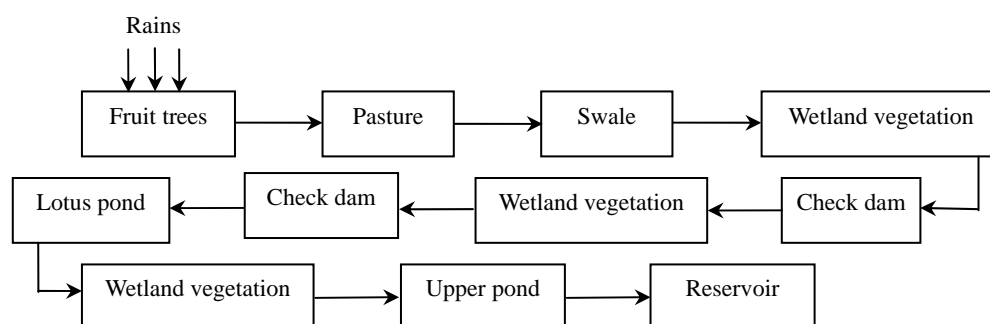 Rains
Fruit trees
Pasture
Swale
Wetland vegetation
Check dam
Wetland vegetation
Check dam
Lotus pond
Wetland vegetation
Upper pond
Reservoir